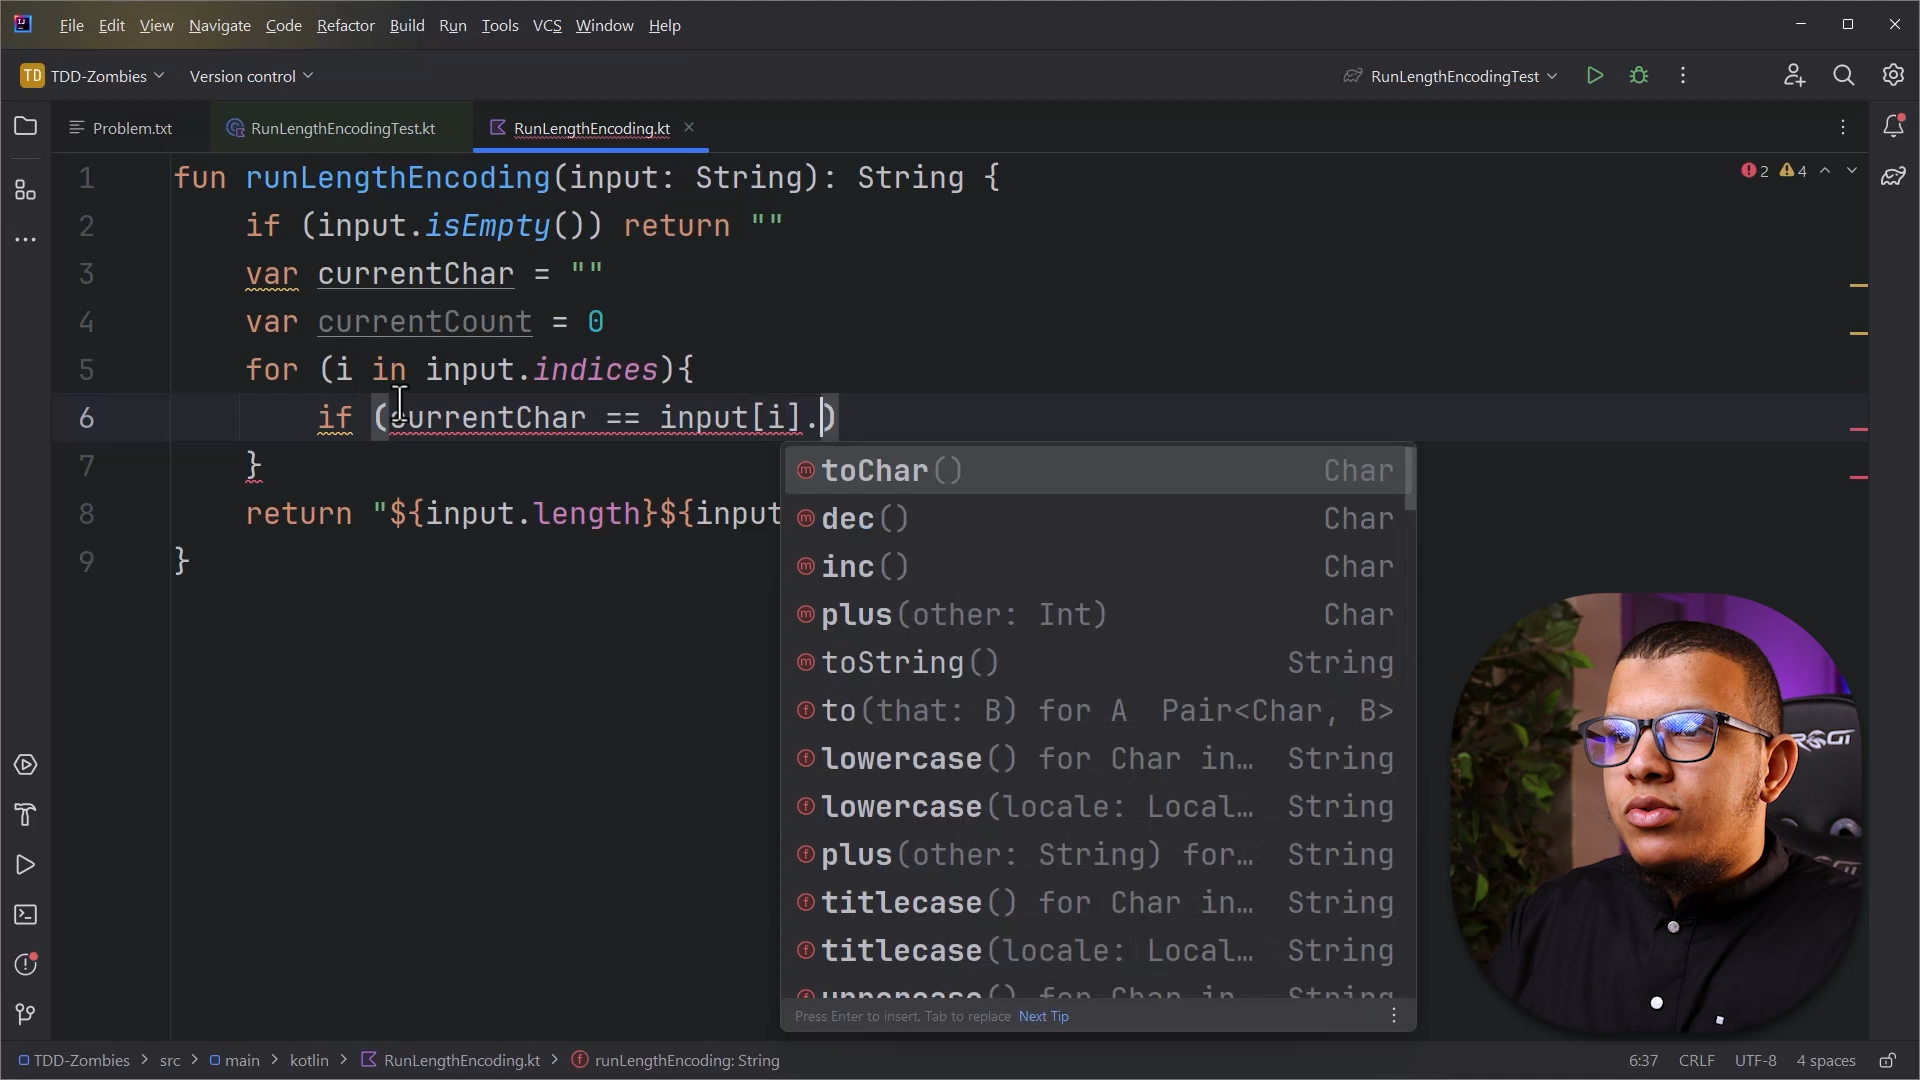 File Edit View Navigate Code Refactor Build Run Tools VCS Window Help
TD TDD-Zombies Version control RunLengthEncodingTest
Problem.txt RunLengthEncodingTest.kt RunLengthEncoding.kt
2 4
1 fun runLengthEncoding(input: String): String {
2 if (input.isEmpty()) return ""
3 var currentChar = ""
4 var currentCount = 0
5 for (i in input.indices){
6 if (currentChar == input[i].)
7 }
8 return "${input.length}${input
9 }
toChar() Char
dec() Char
inc() Char
plus(other: Int) Char
toString() String
to(that: B) for A Pair<Char, B>
lowercase() for Char in… String
lowercase(locale: Local… String
plus(other: String) for… String
titlecase() for Char in… String
titlecase(locale: Local… String
uppercase() for Char in… String
Press Enter to insert, Tab to replace Next Tip
TDD-Zombies > src > main > kotlin > RunLengthEncoding.kt > runLengthEncoding: String 6:37 CRLF UTF-8 4 spaces